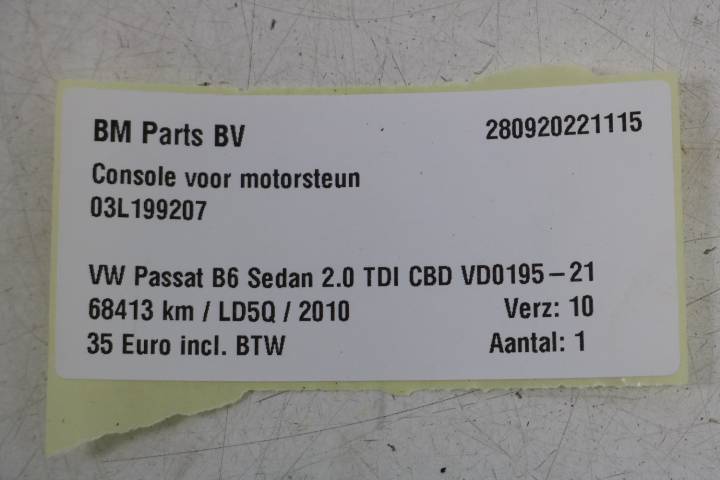 BM Parts BV 280920221115
Console voor motorsteun
03L199207
VW Passat B6 Sedan 2.0 TDI CBD VD0195-21
68413 km / LD5Q / 2010 Verz: 10
35 Euro incl. BTW Aantal: 1